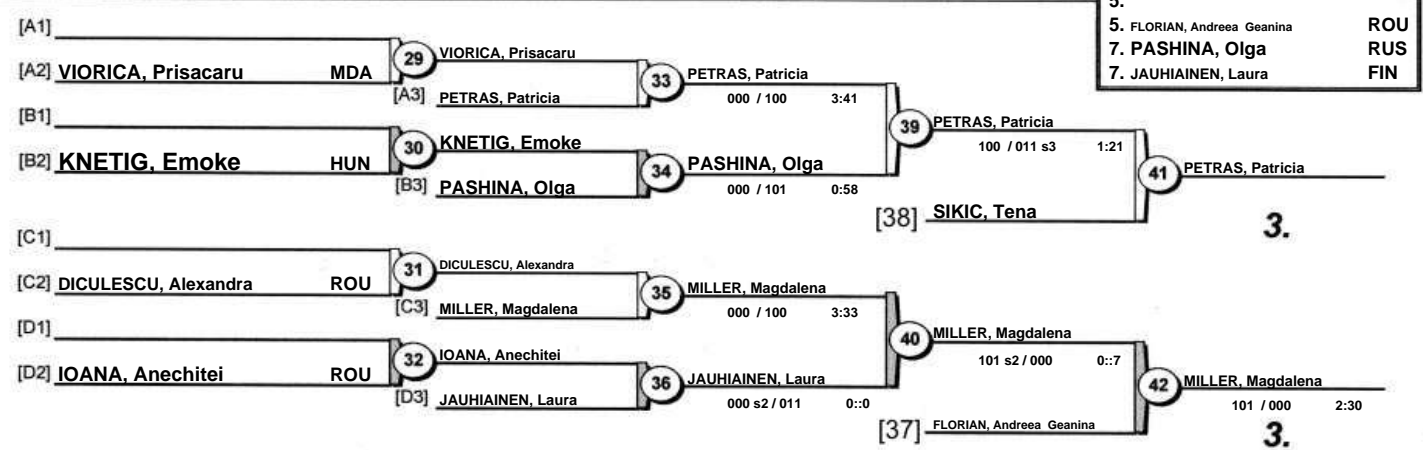 5.
5. FLORIAN, Andreea Geanina ROU
7. PASHINA, Olga RUS
7. JAUHIAINEN, Laura FIN
[A1]
[A2] VIORICA, Prisacaru MDA
29 VIORICA, Prisacaru
[A3] PETRAS, Patricia
33 PETRAS, Patricia
000 / 100 3:41
[B1]
[B2] KNETIG, Emoke HUN
30 KNETIG, Emoke
[B3] PASHINA, Olga
34 PASHINA, Olga
000 / 101 0:58
39 PETRAS, Patricia
100 / 011 s3 1:21
[38] SIKIC, Tena
41 PETRAS, Patricia
3.
[C1]
[C2] DICULESCU, Alexandra ROU
31 DICULESCU, Alexandra
[C3] MILLER, Magdalena
35 MILLER, Magdalena
000 / 100 3:33
[D1]
[D2] IOANA, Anechitei ROU
32 IOANA, Anechitei
[D3] JAUHIAINEN, Laura
36 JAUHIAINEN, Laura
000 s2 / 011 0::0
40 MILLER, Magdalena
101 s2 / 000 0::7
[37] FLORIAN, Andreea Geanina
42 MILLER, Magdalena
101 / 000 2:30
3.